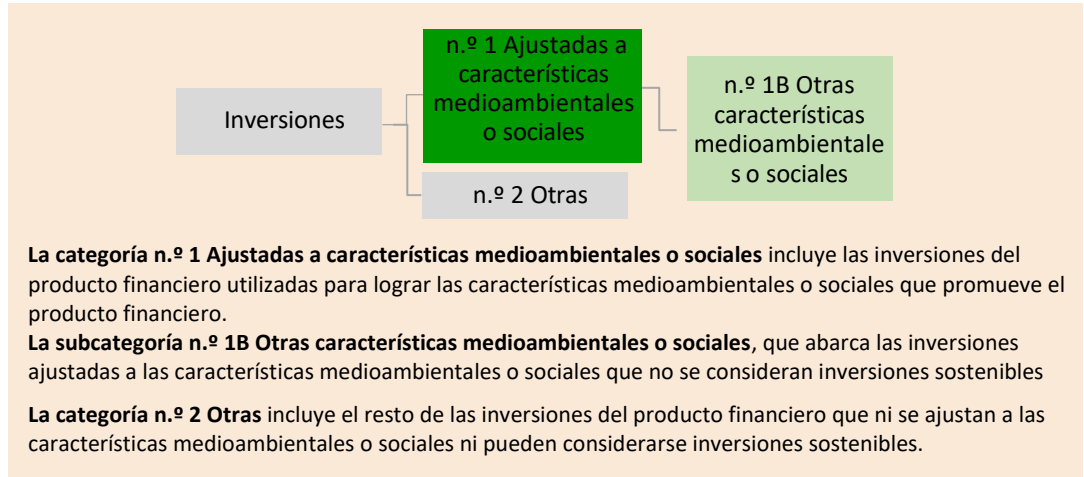 n.º 1 Ajustadas a
características
medioambientales
o sociales
Inversiones
n.º 1B Otras
características
medioambientale
s o sociales
n.º 2 Otras
La categoría n.º 1 Ajustadas a características medioambientales o sociales incluye las inversiones del
producto financiero utilizadas para lograr las características medioambientales o sociales que promueve el
producto financiero.
La subcategoría n.º 1B Otras características medioambientales o sociales, que abarca las inversiones
ajustadas a las características medioambientales o sociales que no se consideran inversiones sostenibles
La categoría n.º 2 Otras incluye el resto de las inversiones del producto financiero que ni se ajustan a las
características medioambientales o sociales ni pueden considerarse inversiones sostenibles.